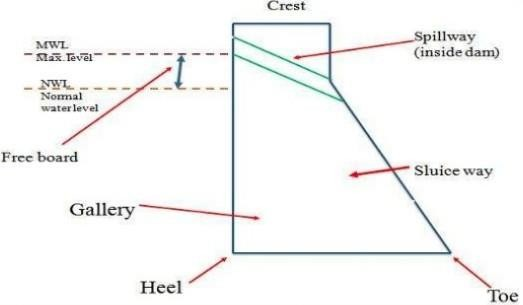 Crest
MWL
Max. level
Spillway
(inside dam)
NWL
Normal
water level
Free board
Sluice way
Gallery
Heel
Toe